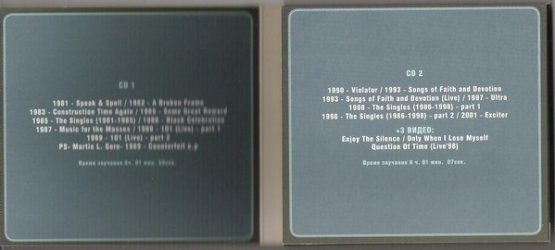 CD 1
1981 - Speak & Spell / 1982 - A Broken Frame
1983 - Construction Time Again / 1985 - Some Great Reward
1985 - The Singles (1981-1985) / 1986 - Black Celebration
1987 - Music for the Masses / 1989 - 101 (Live) - part 1
1989 - 101 (Live) - part 2
PS- Martin L. Gore- 1989 - Counterfeit e.p
Время звучания 6ч. 01 мин.
CD 2
1990 - Violator / 1993 - Songs of Faith and Devotion
1993 - Songs of Faith and Devotion (Live) / 1997 - Ultra
1998 - The Singles (1986-1998) - part 1
1998 - The Singles (1986-1998) - part 2 / 2001 - Exciter
+3 ВИДЕО:
Enjoy The Silence / Only When I Lose Myself
Question Of Time (Live'98)
Время звучания 6 ч. 01 мин. 07сек.